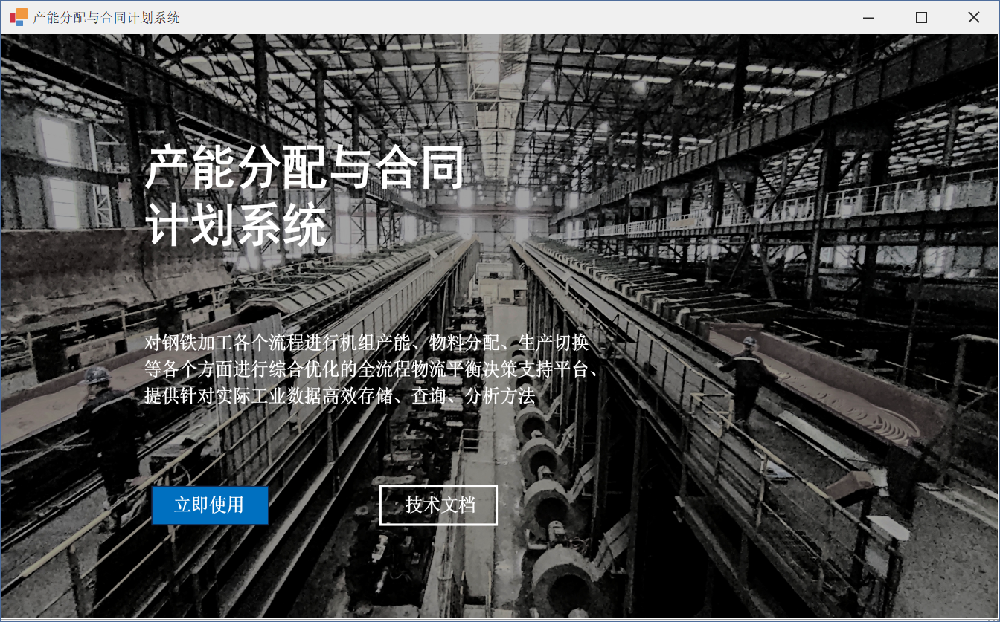 产能分配与合同计划系统
产能分配与合同
计划系统
对钢铁加工各个流程进行机组产能、物料分配、生产切换
等各个方面进行综合优化的全流程物流平衡决策支持平台、
提供针对实际工业数据高效存储、查询、分析方法
立即使用
技术文档